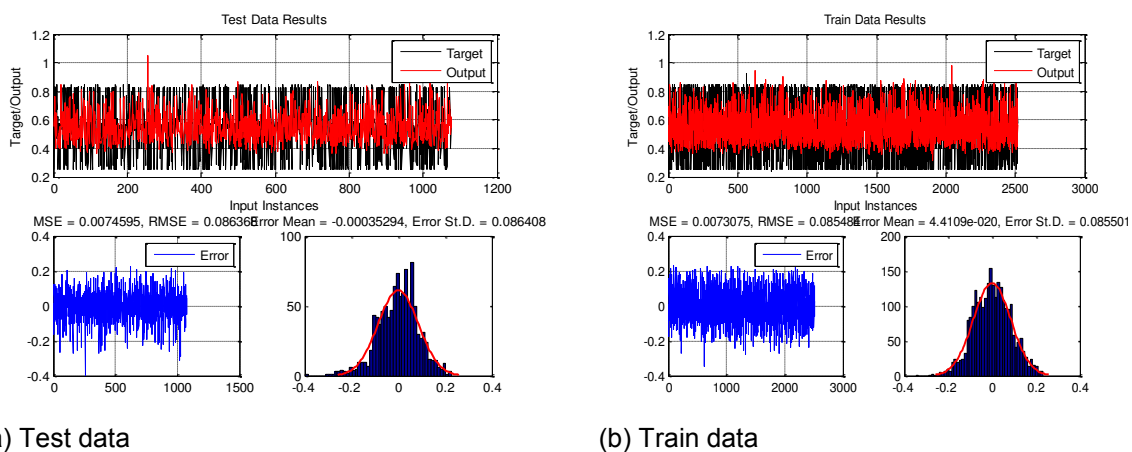 Test Data Results
1.2
1
0.8
0.6
0.4
0.2
Target/Output
Target
Output
0 200 400 600 800 1000 1200
Input Instances
MSE = 0.0074595, RMSE = 0.086368
Error Mean = -0.00035294, Error St.D. = 0.086408
0.4
0.2
0
-0.2
-0.4
Error
0 500 1000 1500
100
50
0
-0.4 -0.2 0 0.2 0.4
a) Test data
Train Data Results
1.2
1
0.8
0.6
0.4
0.2
Target/Output
Target
Output
0 500 1000 1500 2000 2500 3000
Input Instances
MSE = 0.0073075, RMSE = 0.085484
Error Mean = 4.4109e-020, Error St.D. = 0.085501
0.4
0.2
0
-0.2
-0.4
Error
0 1000 2000 3000
200
150
100
50
0
-0.4 -0.2 0 0.2 0.4
(b) Train data